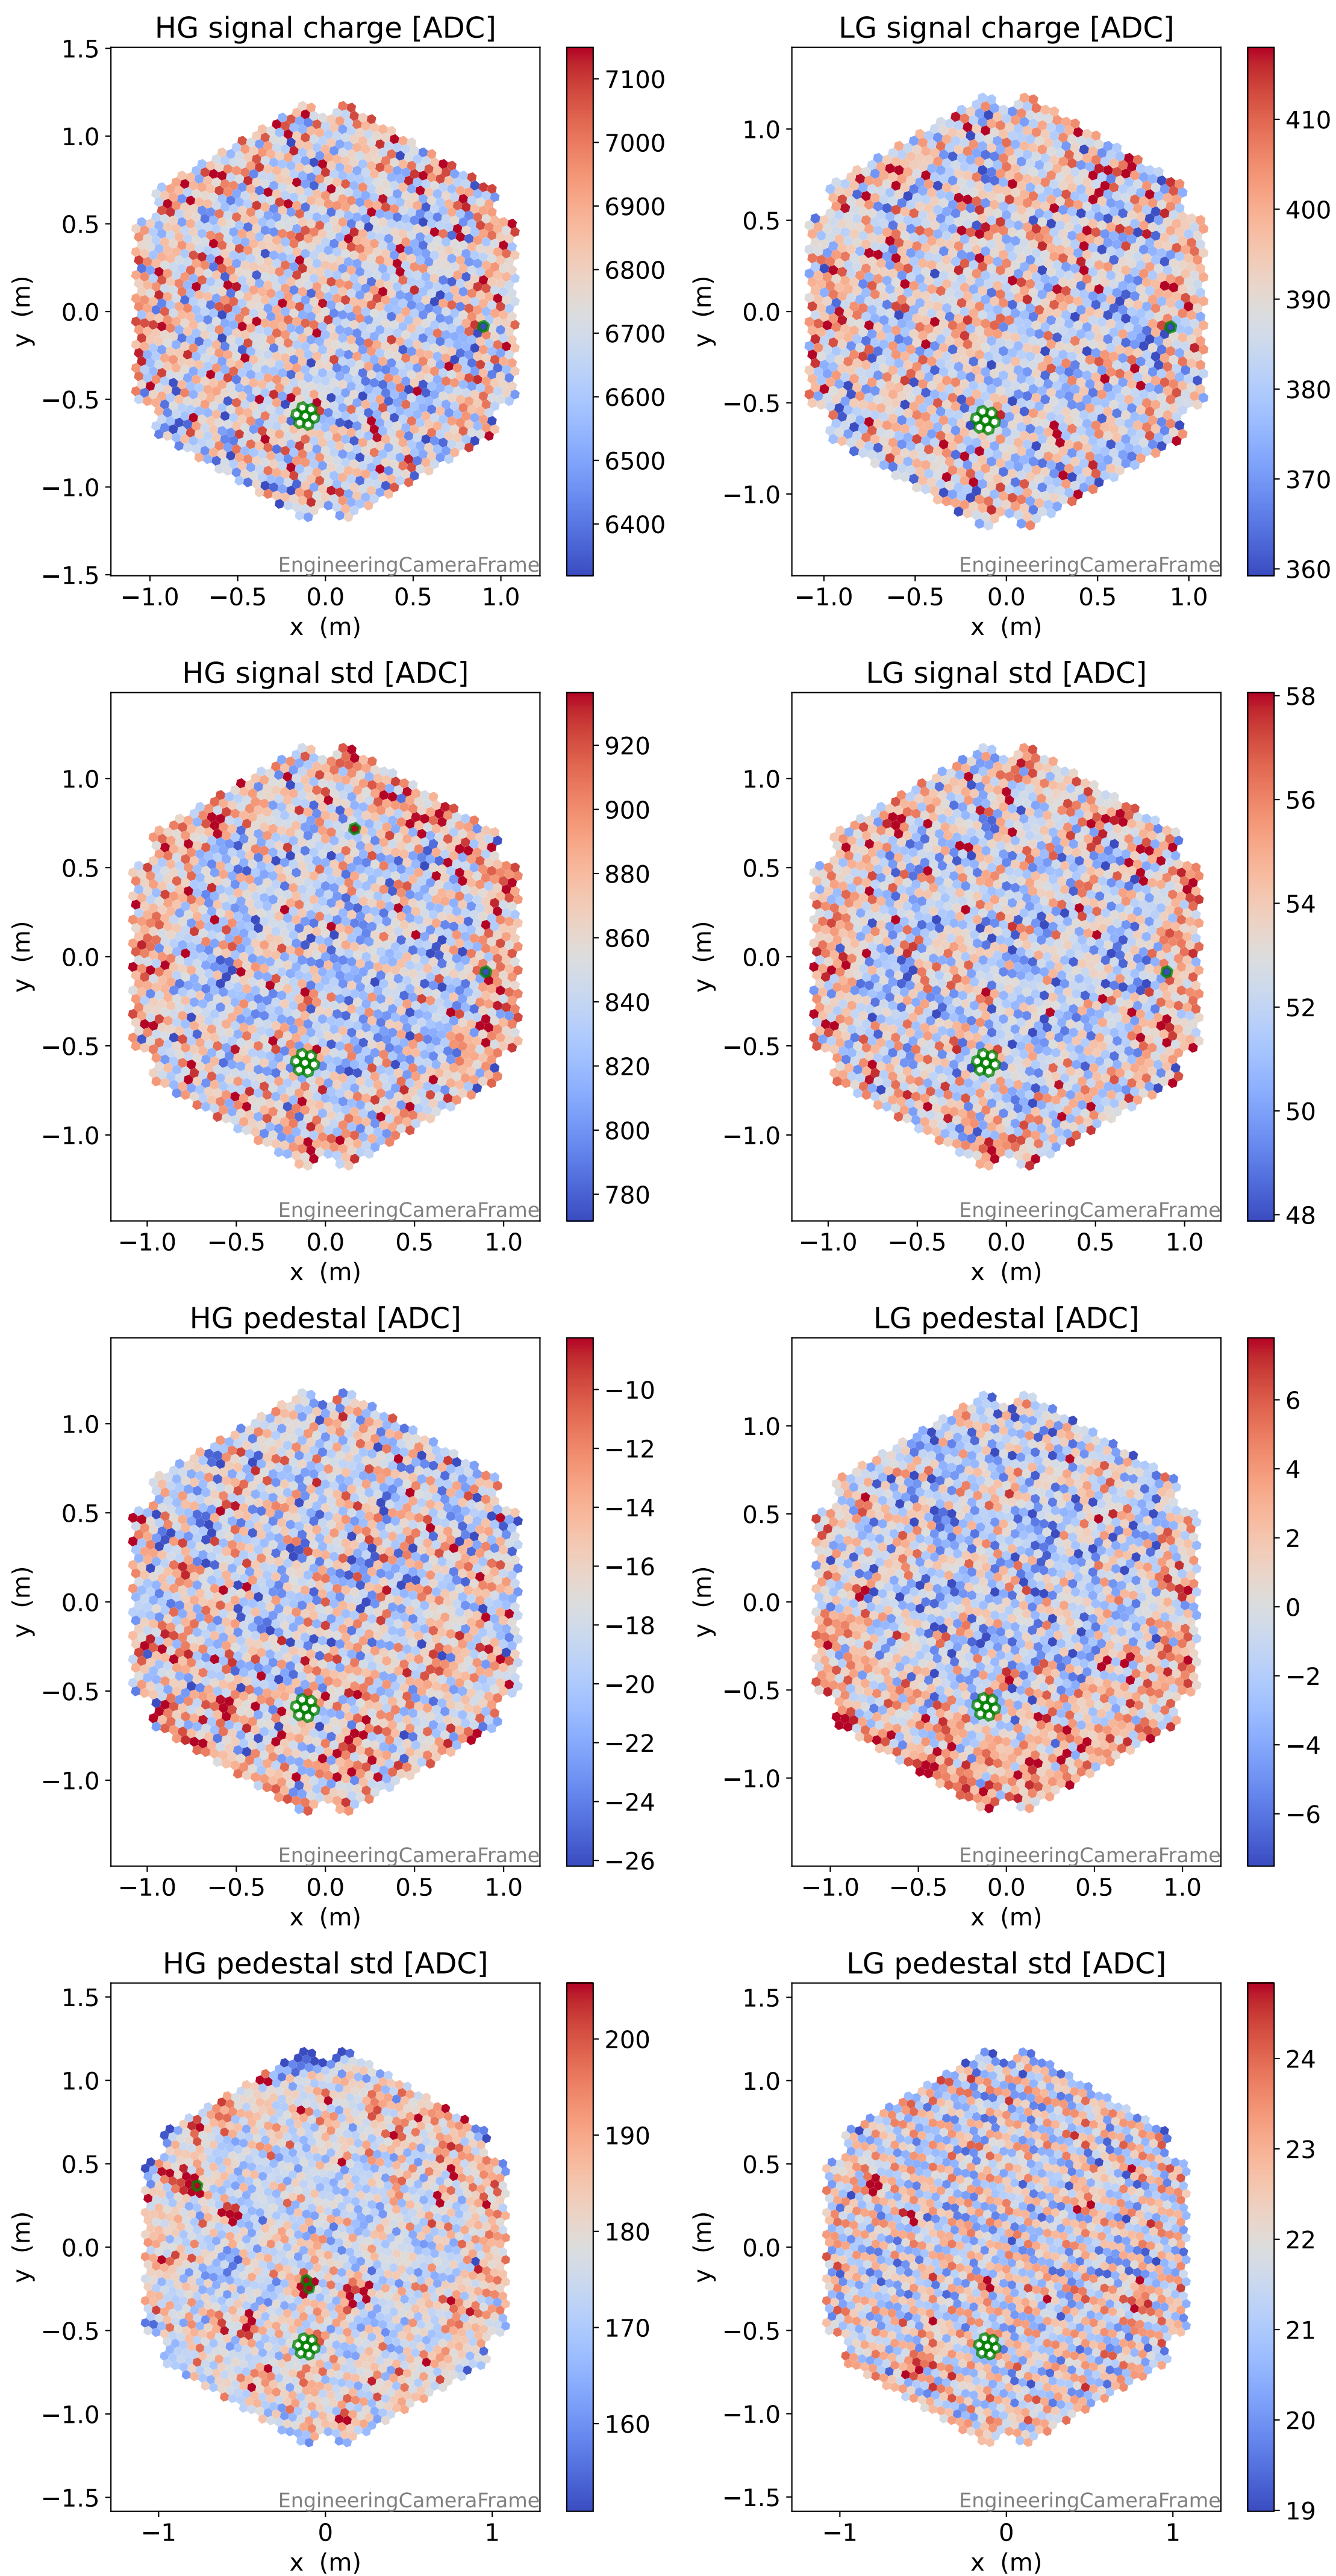 HG signal charge [ADC]
1.5
1.0
0.5
0.0
−0.5
−1.0
−1.5
y (m)
EngineeringCameraFrame
−1.0 −0.5 0.0 0.5 1.0
x (m)
7100
7000
6900
6800
6700
6600
6500
6400
LG signal charge [ADC]
1.0
0.5
0.0
−0.5
−1.0
y (m)
EngineeringCameraFrame
−1.0 −0.5 0.0 0.5 1.0
x (m)
410
400
390
380
370
360
HG signal std [ADC]
1.0
0.5
0.0
−0.5
−1.0
y (m)
EngineeringCameraFrame
−1.0 −0.5 0.0 0.5 1.0
x (m)
920
900
880
860
840
820
800
780
LG signal std [ADC]
1.0
0.5
0.0
−0.5
−1.0
y (m)
EngineeringCameraFrame
−1.0 −0.5 0.0 0.5 1.0
x (m)
58
56
54
52
50
48
HG pedestal [ADC]
1.0
0.5
0.0
−0.5
−1.0
y (m)
EngineeringCameraFrame
−1.0 −0.5 0.0 0.5 1.0
x (m)
−10
−12
−14
−16
−18
−20
−22
−24
−26
LG pedestal [ADC]
1.0
0.5
0.0
−0.5
−1.0
y (m)
EngineeringCameraFrame
−1.0 −0.5 0.0 0.5 1.0
x (m)
6
4
2
0
−2
−4
−6
HG pedestal std [ADC]
1.5
1.0
0.5
0.0
−0.5
−1.0
−1.5
y (m)
EngineeringCameraFrame
−1 0 1
x (m)
200
190
180
170
160
LG pedestal std [ADC]
1.5
1.0
0.5
0.0
−0.5
−1.0
−1.5
y (m)
EngineeringCameraFrame
−1 0 1
x (m)
24
23
22
21
20
19